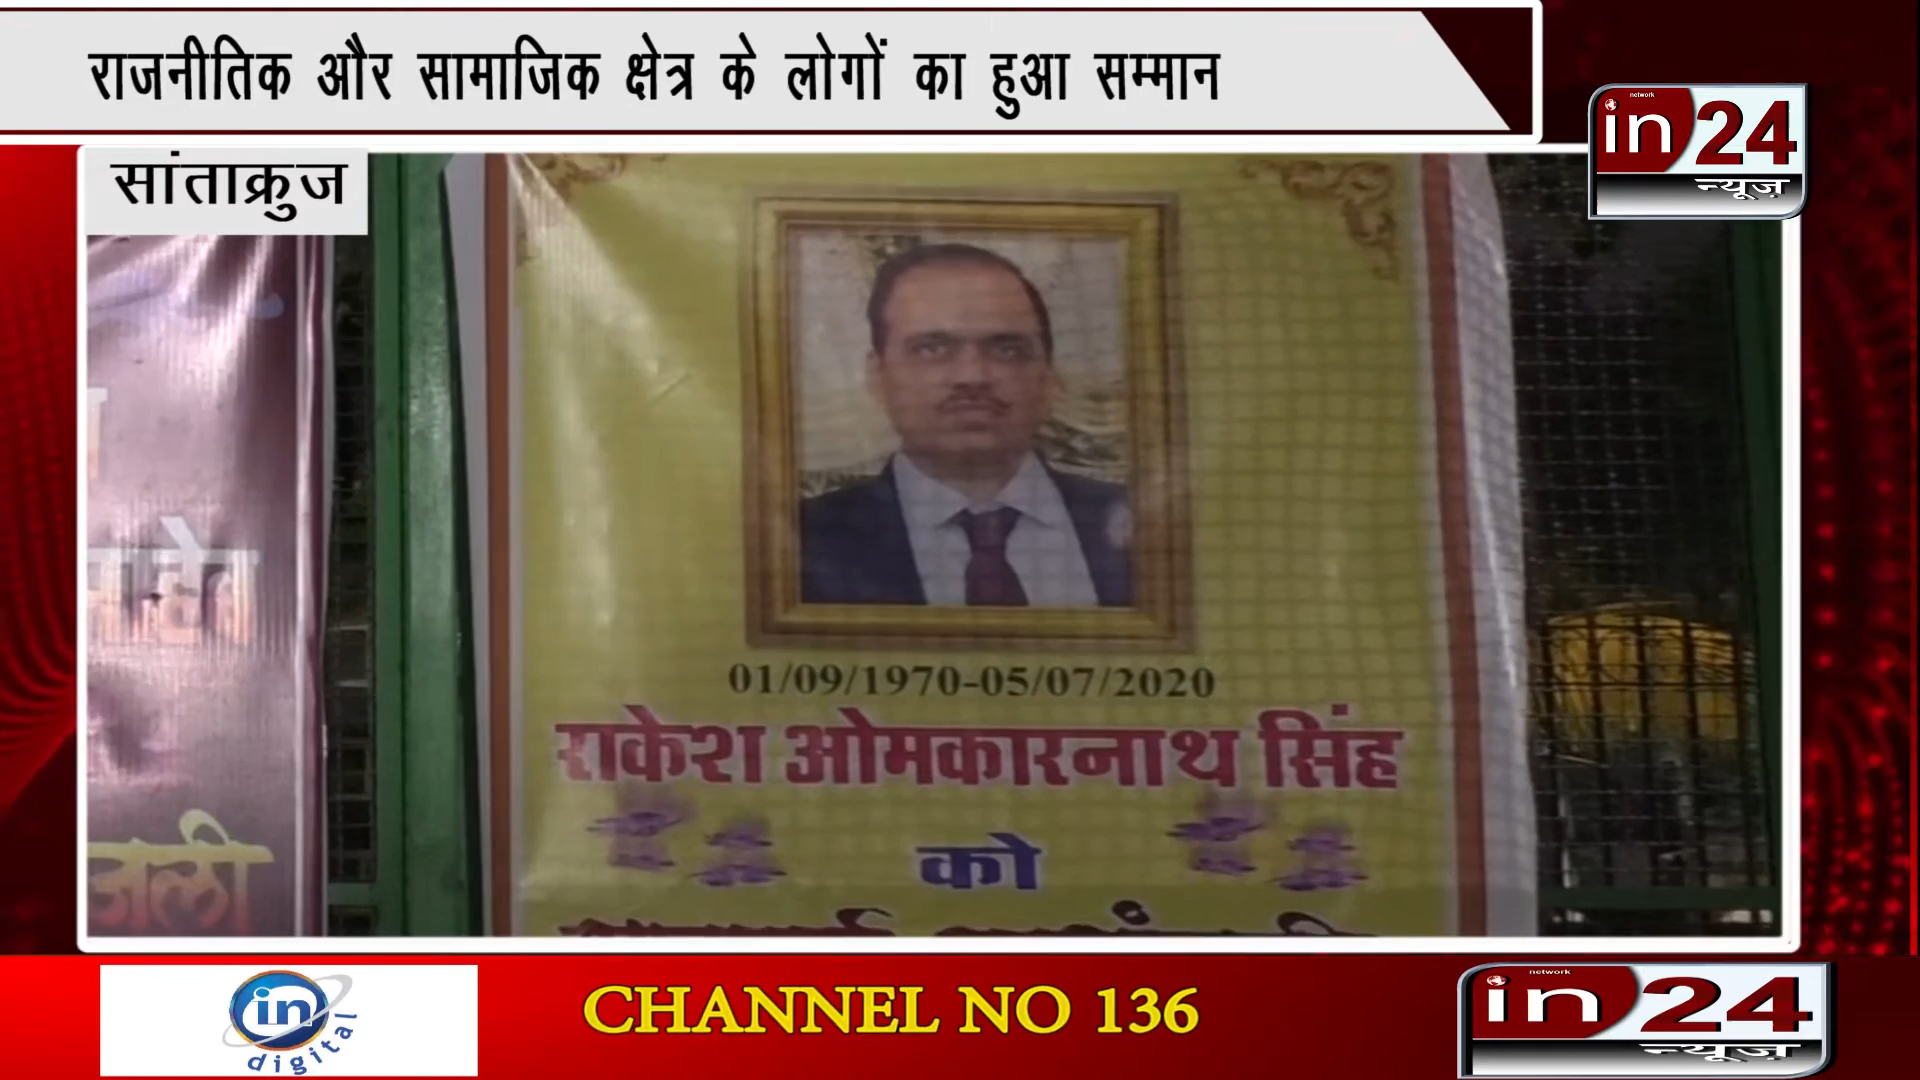 राजनीतिक और सामाजिक क्षेत्र के लोगों का हुआ सम्मान
network
in 24
न्यूज़
सांताक्रुज
01/09/1970-05/07/2020
राकेश ओमकारनाथ सिंह
को
in
digital
CHANNEL NO 136
network
in 24
न्यूज़